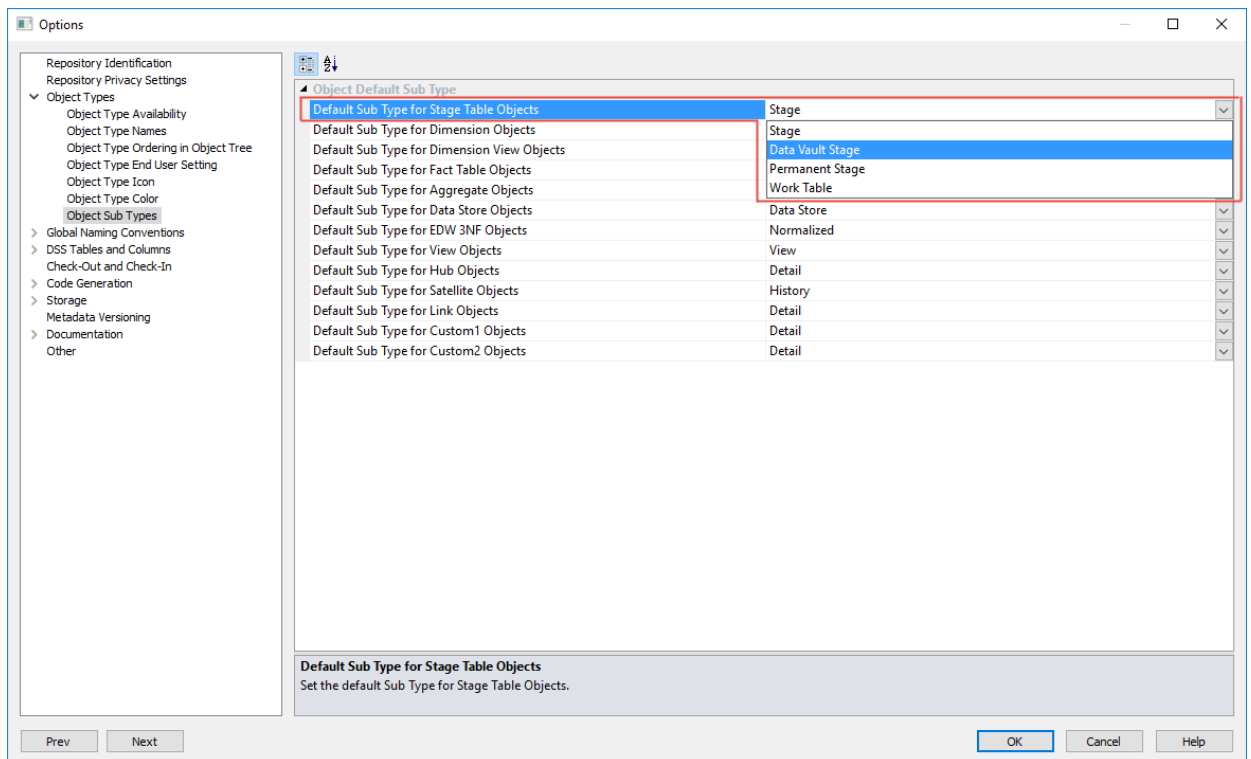 Options
Repository Identification
Repository Privacy Settings
Object Types
Object Type Availability
Object Type Names
Object Type Ordering in Object Tree
Object Type End User Setting
Object Type Icon
Object Type Color
Object Sub Types
Global Naming Conventions
DSS Tables and Columns
Check-Out and Check-In
Code Generation
Storage
Metadata Versioning
Documentation
Other
Object Default Sub Type
Default Sub Type for Stage Table Objects Stage
Default Sub Type for Dimension Objects Stage
Default Sub Type for Dimension View Objects Data Vault Stage
Default Sub Type for Fact Table Objects Permanent Stage
Default Sub Type for Aggregate Objects Work Table
Default Sub Type for Data Store Objects Data Store
Default Sub Type for EDW 3NF Objects Normalized
Default Sub Type for View Objects View
Default Sub Type for Hub Objects Detail
Default Sub Type for Satellite Objects History
Default Sub Type for Link Objects Detail
Default Sub Type for Custom1 Objects Detail
Default Sub Type for Custom2 Objects Detail
Default Sub Type for Stage Table Objects
Set the default Sub Type for Stage Table Objects.
Prev Next OK Cancel Help